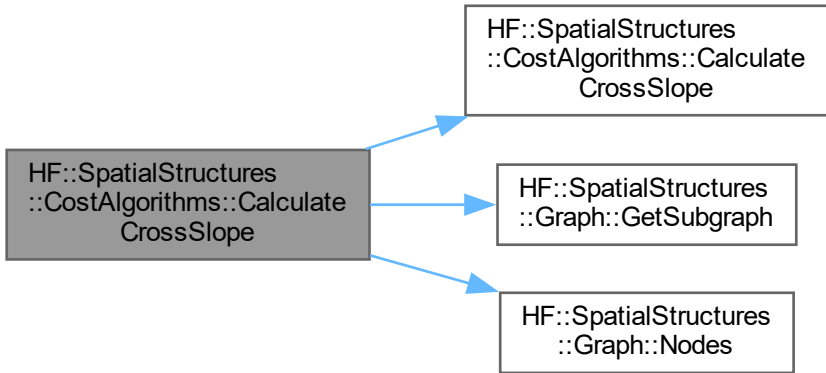 HF::SpatialStructures
::CostAlgorithms::Calculate
CrossSlope
HF::SpatialStructures
::CostAlgorithms::Calculate
CrossSlope
HF::SpatialStructures
::Graph::GetSubgraph
HF::SpatialStructures
::Graph::Nodes